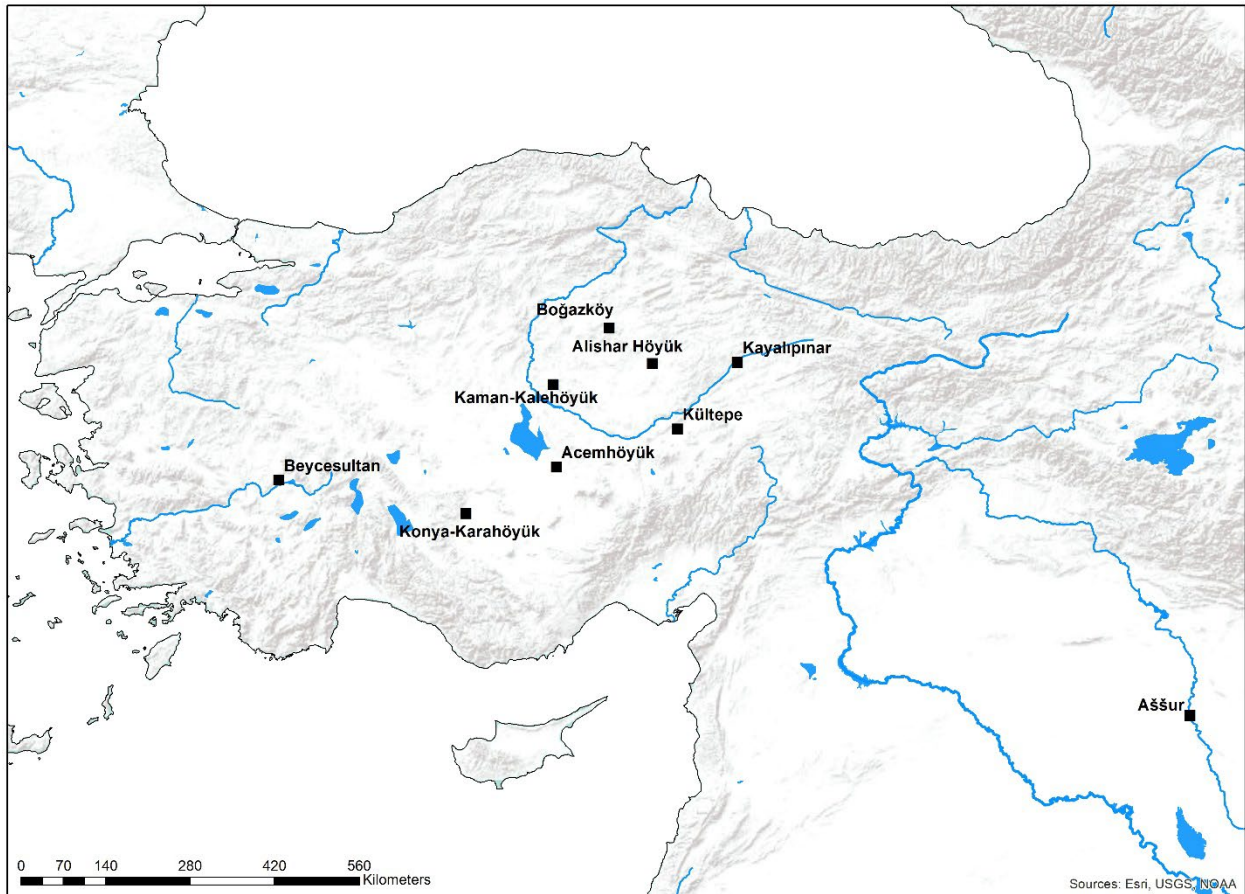 Boğazköy
Alishar Höyük
Kayalıpınar
Kaman-Kalehöyük
Kültepe
Acemhöyük
Beycesultan
Konya-Karahöyük
Aššur
0 70 140 280 420 560
Kilometers
Sources: Esri, USGS, NOAA